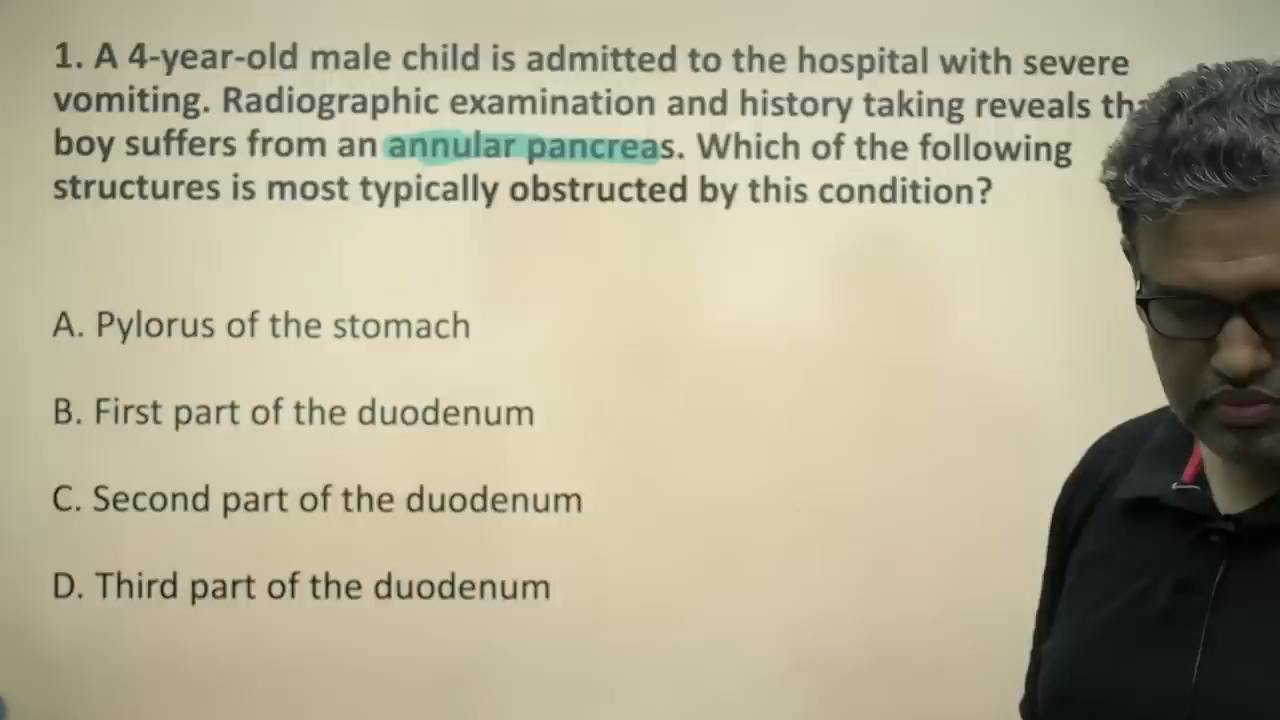 1. A 4-year-old male child is admitted to the hospital with severe
vomiting. Radiographic examination and history taking reveals
boy suffers from an annular pancreas. Which of the following
structures is most typically obstructed by this condition?
A. Pylorus of the stomach
B. First part of the duodenum
C. Second part of the duodenum
D. Third part of the duodenum